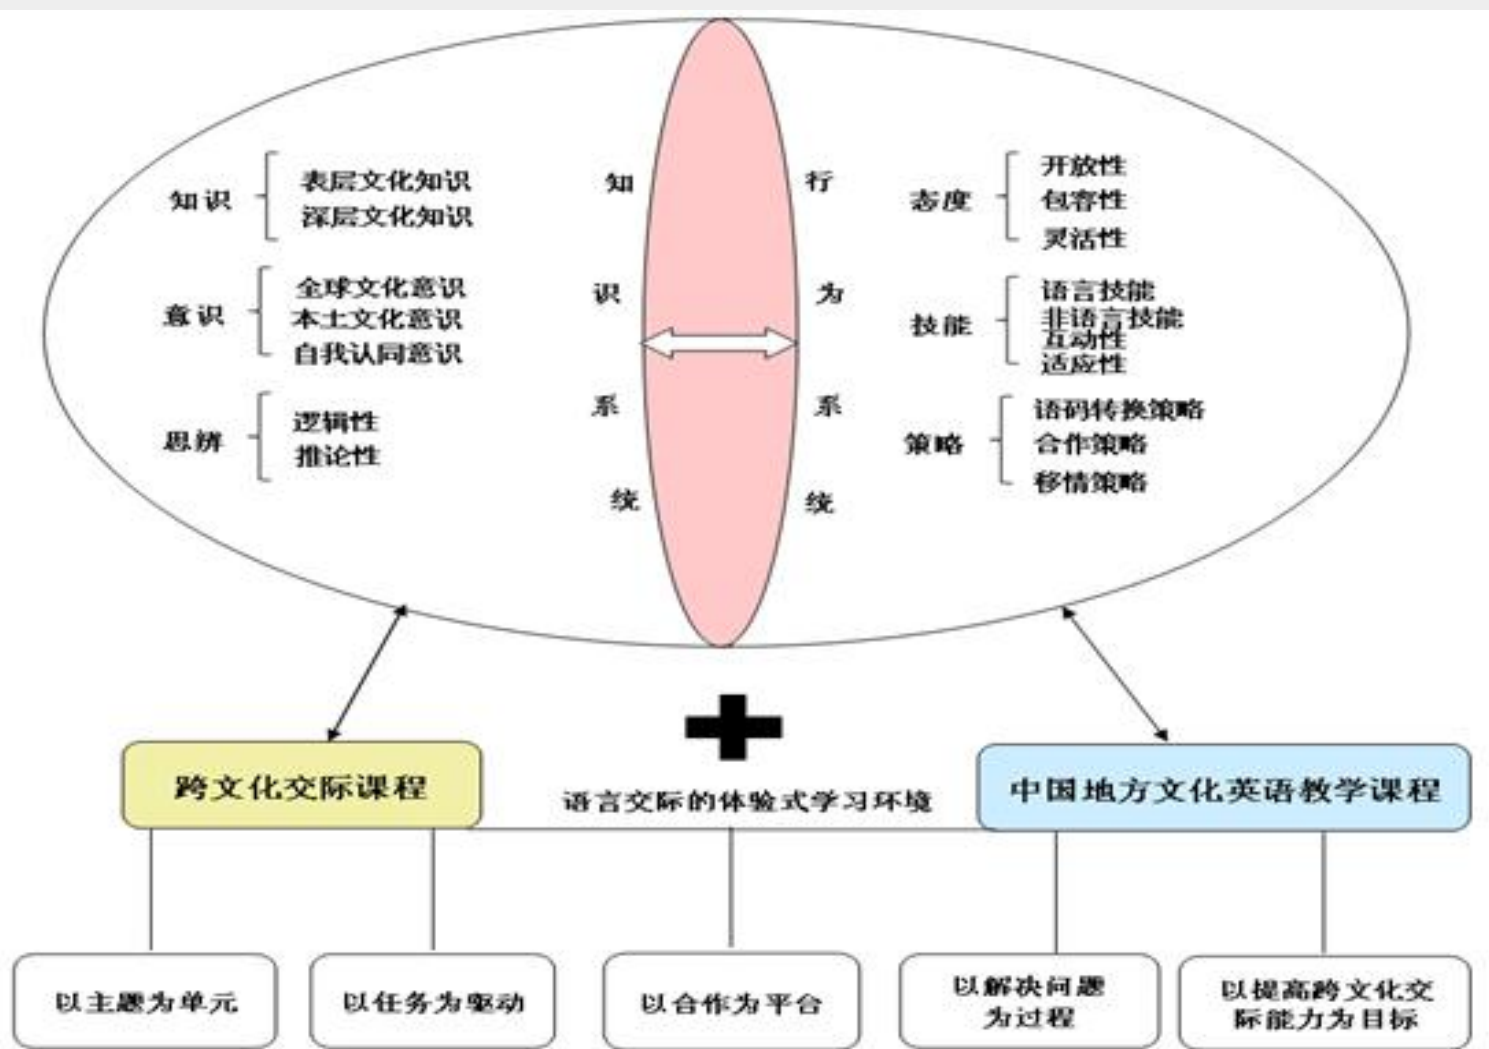 知识
表层文化知识
深层文化知识
意识
全球文化意识
本土文化意识
自我认同意识
思辨
逻辑性
推论性
知识系统
行为系统
态度
开放性
包容性
灵活性
技能
语言技能
非语言技能
互动性
适应性
策略
语码转换策略
合作策略
移情策略
跨文化交际课程
语言交际的体验式学习环境
中国地方文化英语教学课程
以主题为单元
以任务为驱动
以合作为平台
以解决问题
为过程
以提高跨文化交
际能力为目标